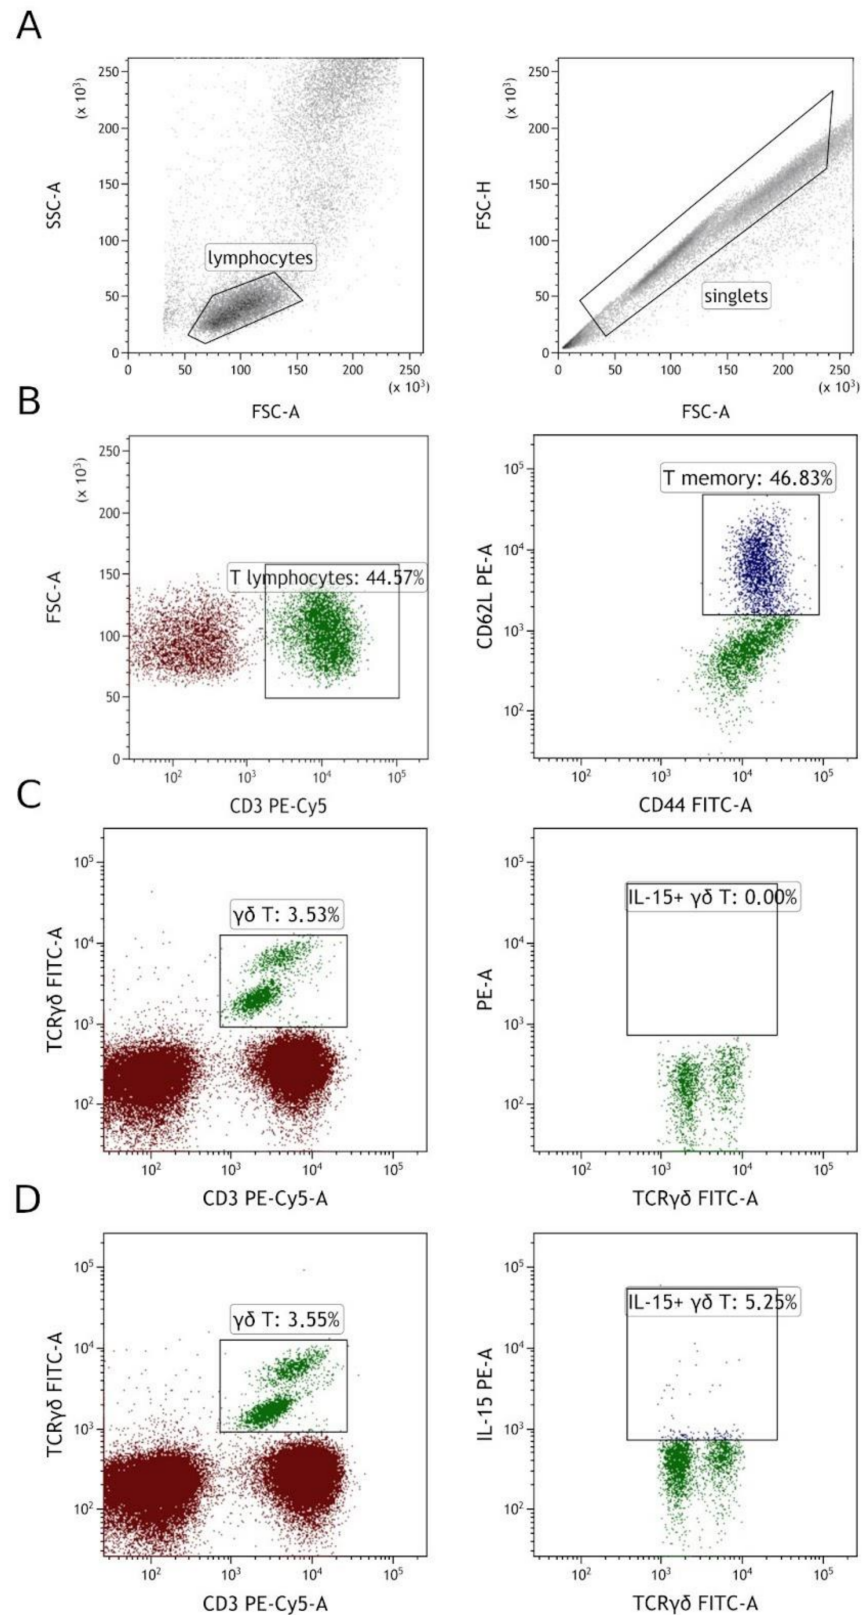 A
(x 10³)
250
200
150
100
50
0
SSC-A
lymphocytes
0 50 100 150 200 250
(x 10³)
FSC-A
(x 10³)
250
200
150
100
50
0
FSC-H
singlets
0 50 100 150 200 250
(x 10³)
FSC-A
B
(x 10³)
250
200
150
100
50
0
FSC-A
T lymphocytes: 44.57%
10² 10³ 10⁴ 10⁵
CD3 PE-Cy5
10⁵
10⁴
10³
10²
CD62L PE-A
T memory: 46.83%
10² 10³ 10⁴ 10⁵
CD44 FITC-A
C
10⁵
10⁴
10³
10²
TCRγδ FITC-A
γδ T: 3.53%
10² 10³ 10⁴ 10⁵
CD3 PE-Cy5-A
10⁵
10⁴
10³
10²
PE-A
IL-15+ γδ T: 0.00%
10² 10³ 10⁴ 10⁵
TCRγδ FITC-A
D
10⁵
10⁴
10³
10²
TCRγδ FITC-A
γδ T: 3.55%
10² 10³ 10⁴ 10⁵
CD3 PE-Cy5-A
10⁵
10⁴
10³
10²
IL-15 PE-A
IL-15+ γδ T: 5.25%
10² 10³ 10⁴ 10⁵
TCRγδ FITC-A